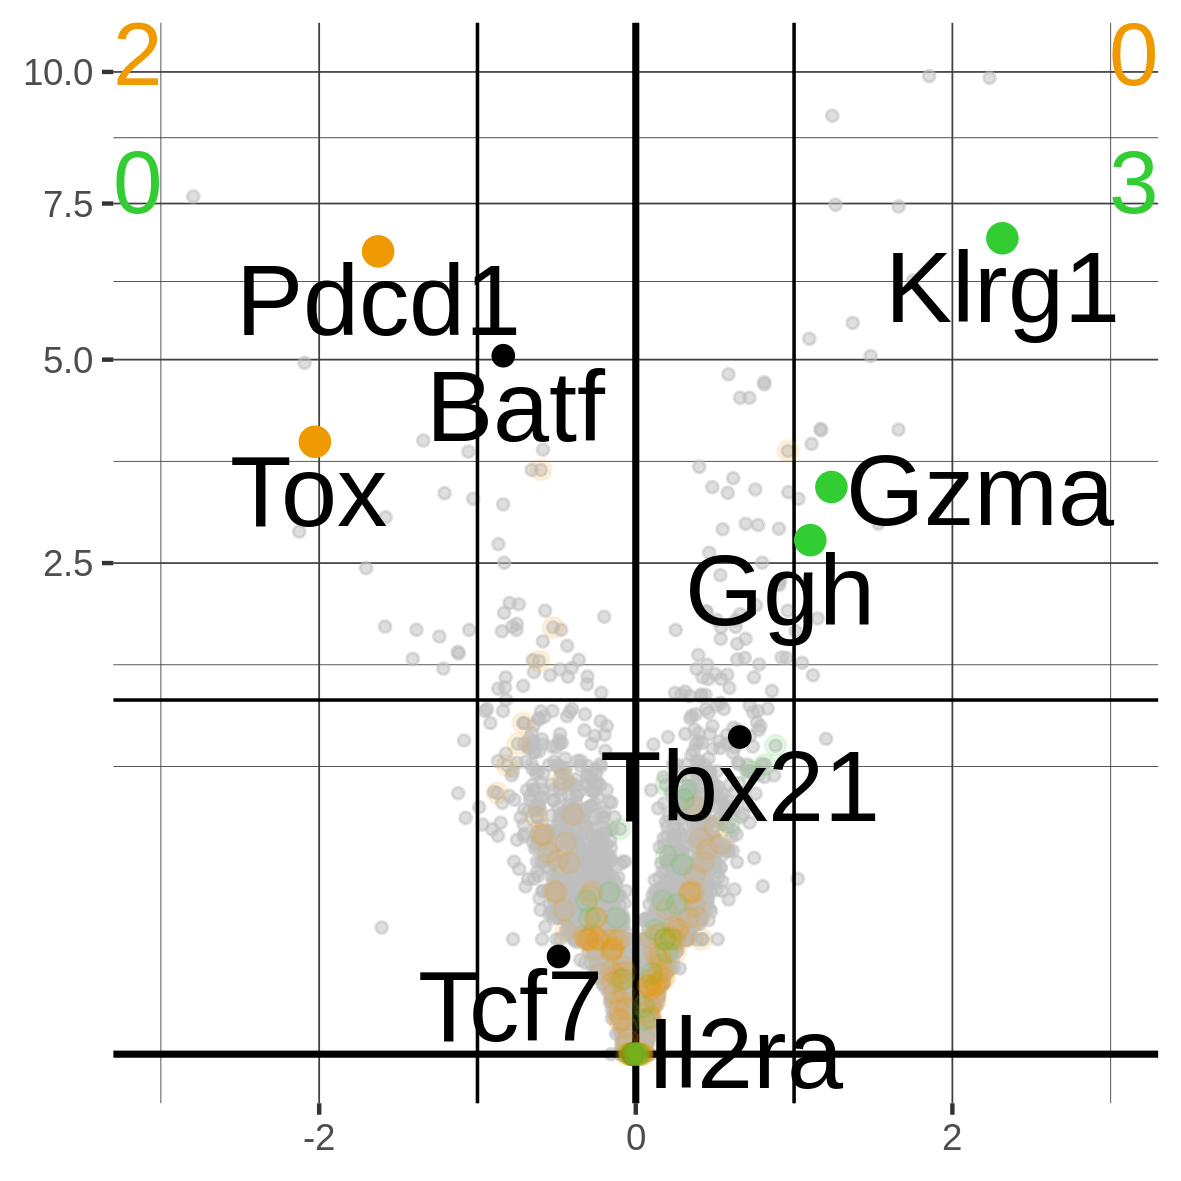 2 0
10.0
0 3
7.5
Pdcd1 Klrg1
5.0
Batf
Tox Gzma
2.5
Ggh
Tbx21
Tcf7
Il2ra
-2 0 2